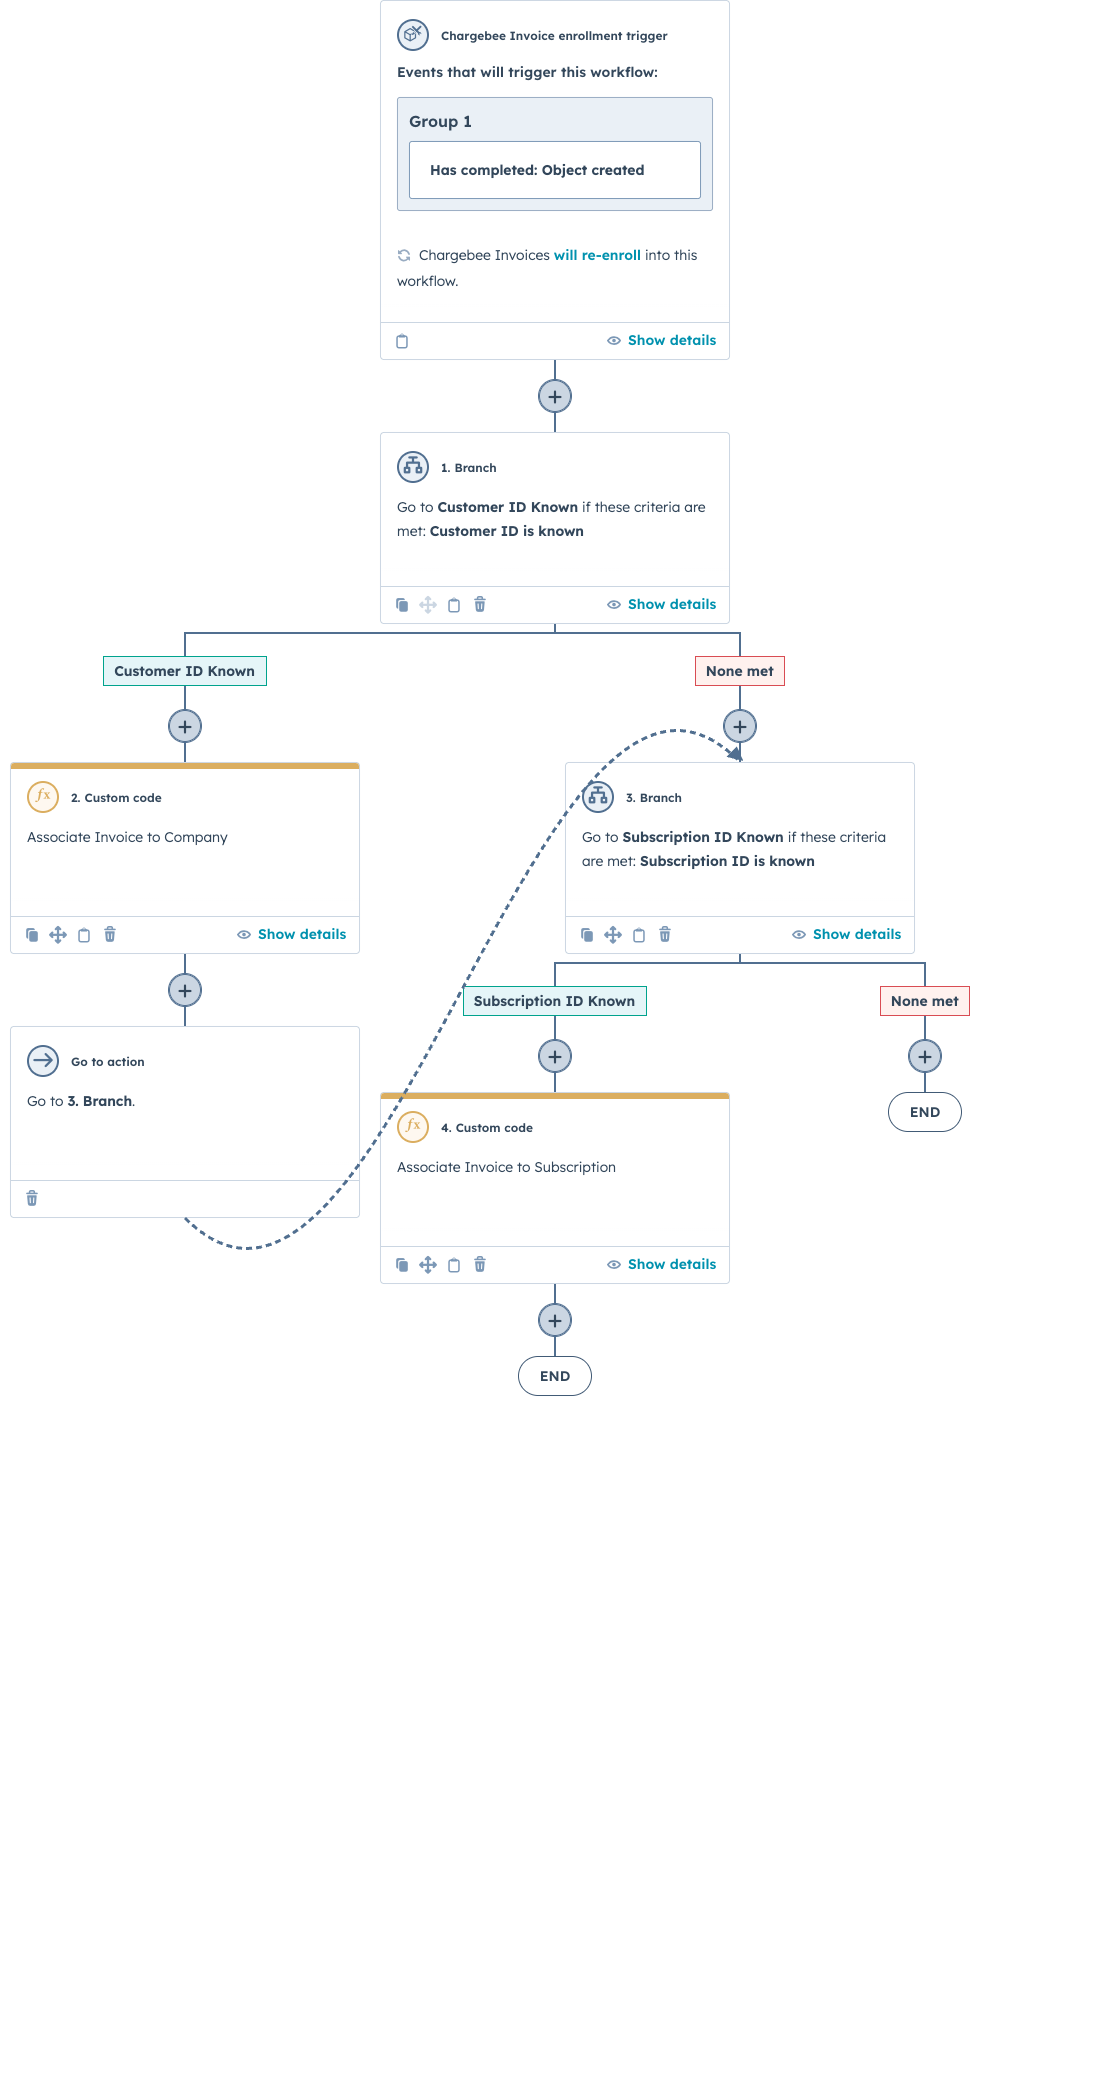 Chargebee Invoice enrollment trigger
Events that will trigger this workflow:
Group 1
Has completed: Object created
Chargebee Invoices will re-enroll into this
workflow.
Show details
1. Branch
Go to Customer ID Known if these criteria are
met: Customer ID is known
Show details
Customer ID Known
None met
fx
2. Custom code
Associate Invoice to Company
Show details
3. Branch
Go to Subscription ID Known if these criteria
are met: Subscription ID is known
Show details
Go to action
Go to 3. Branch.
Subscription ID Known
None met
END
fx
4. Custom code
Associate Invoice to Subscription
Show details
END